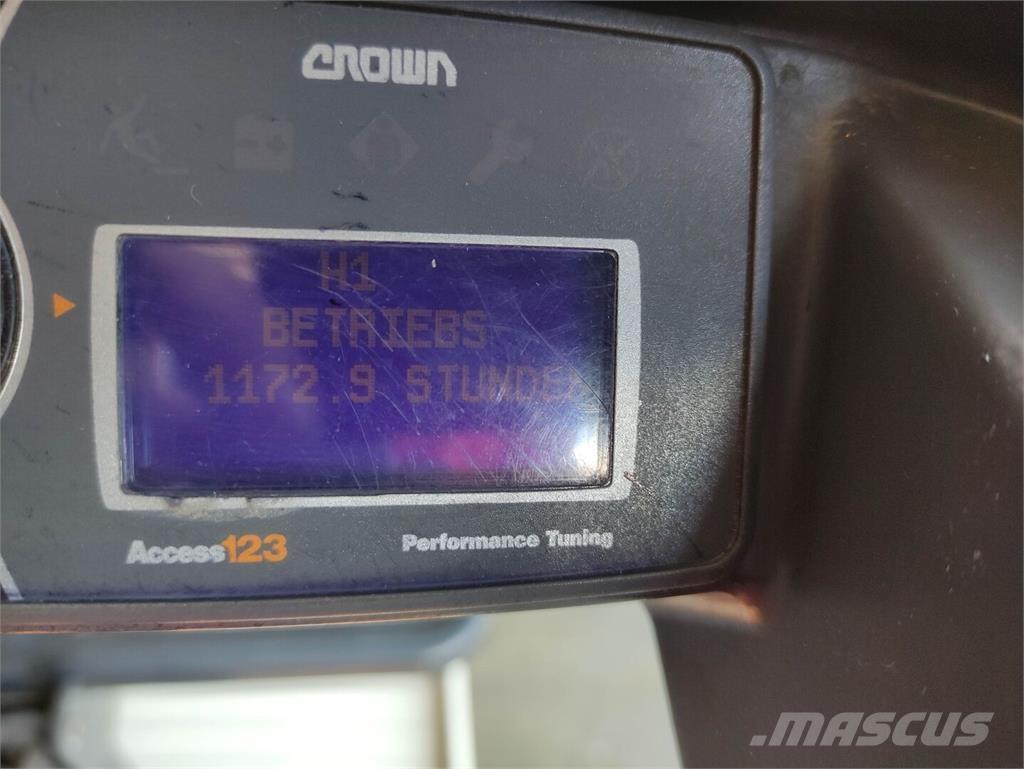 CROWN
H1
BETRIEBS
1172.9 STUNDEN
Access123
Performance Tuning
MASCUS